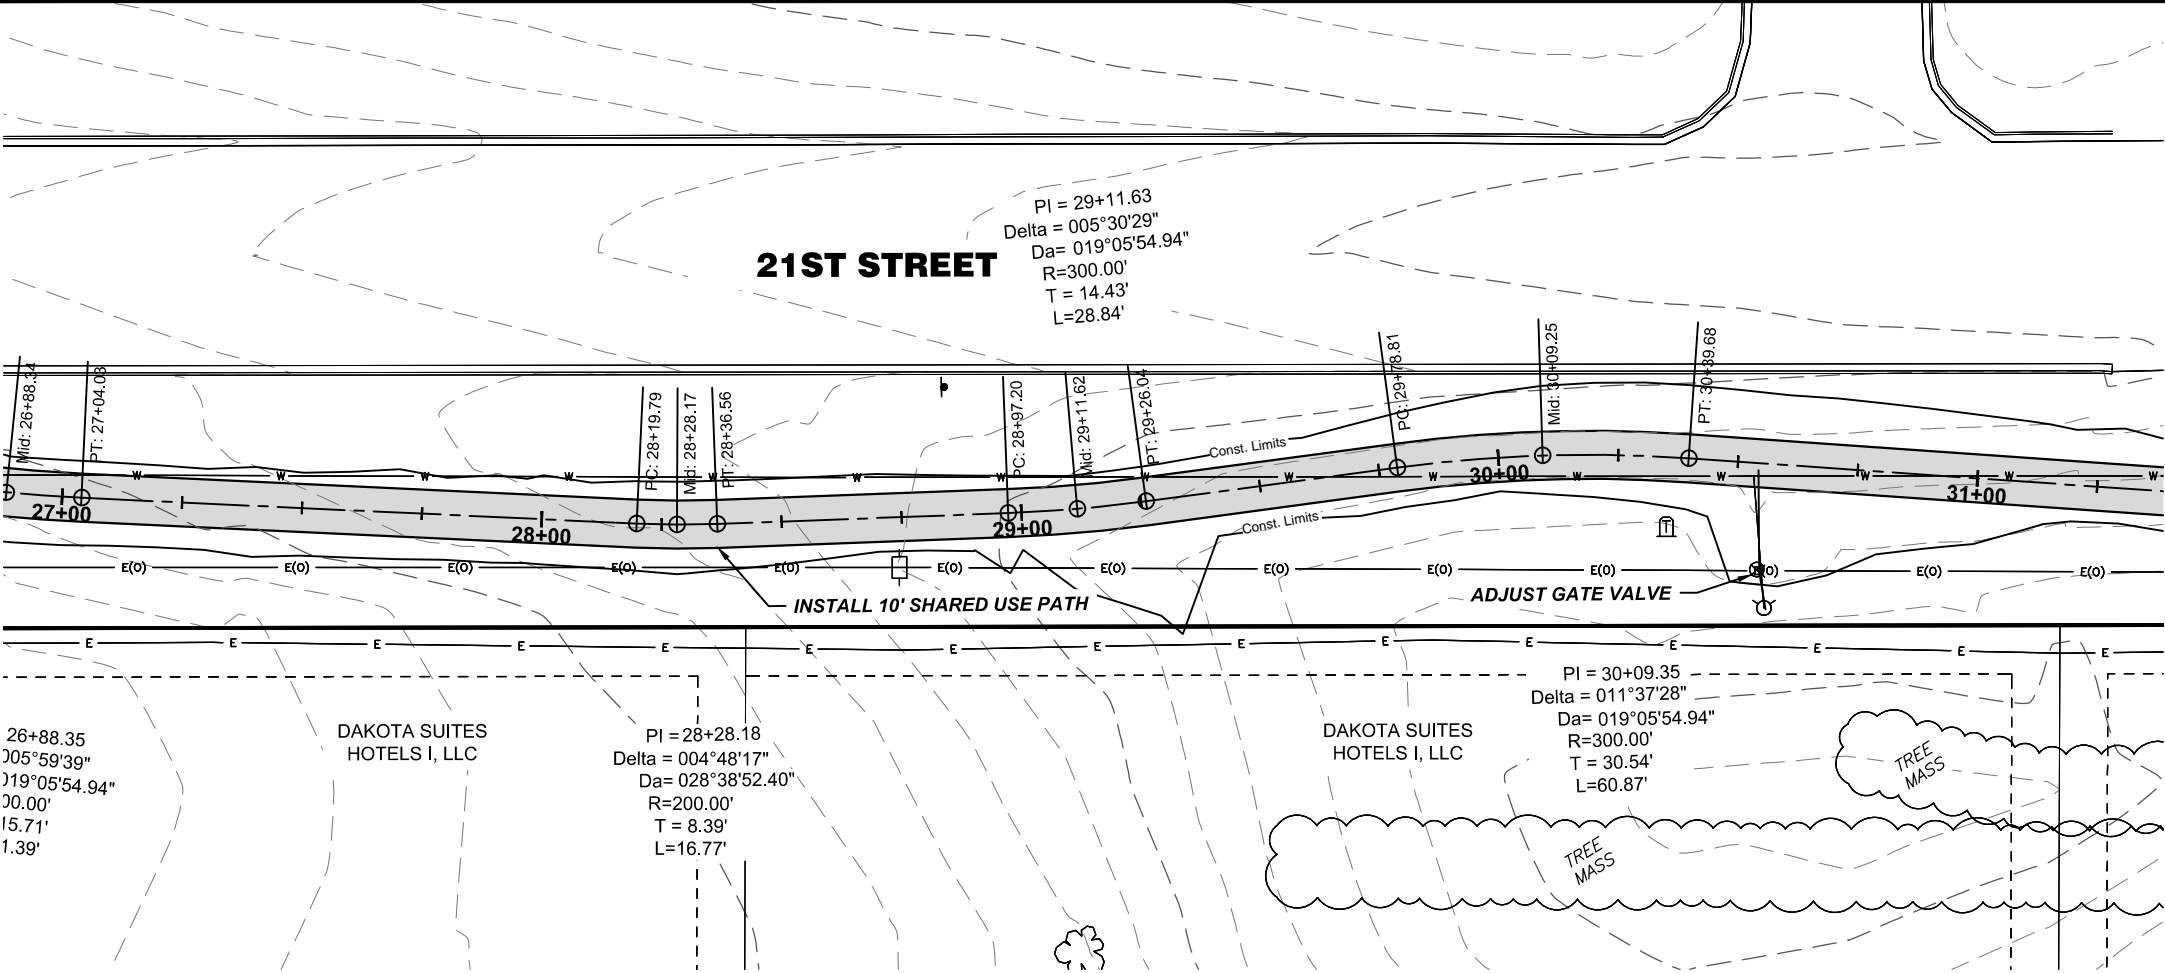 PI = 29+11.63
Delta = 005°30'29"
Da= 019°05'54.94"
R=300.00'
T = 14.43'
L=28.84'
21ST STREET
Mid: 26+88.34
PT: 27+04.03
PC: 28+19.79
Mid: 28+28.17
PT: 28+36.56
PC: 28+97.20
Mid: 29+11.62
PT: 29+26.04
PC: 29+78.81
Mid: 30+09.25
PT: 30+39.68
Const. Limits
W W W W W W W W W W W W W W W
27+00
28+00
29+00
30+00
31+00
Const. Limits
T
E(O) E(O) E(O) E(O) E(O) E(O) E(O) E(O) E(O) E(O) E(O) E(O) E(O)
INSTALL 10' SHARED USE PATH
ADJUST GATE VALVE
E E E E E E E E E E E E E E E
26+88.35
005°59'39"
019°05'54.94"
00.00'
15.71'
1.39'
DAKOTA SUITES
HOTELS I, LLC
PI =28+28.18
Delta = 004°48'17"
Da= 028°38'52.40"
R=200.00'
T = 8.39'
L=16.77'
DAKOTA SUITES
HOTELS I, LLC
PI = 30+09.35
Delta = 011°37'28"
Da= 019°05'54.94"
R=300.00'
T = 30.54'
L=60.87'
TREE
MASS
TREE
MASS